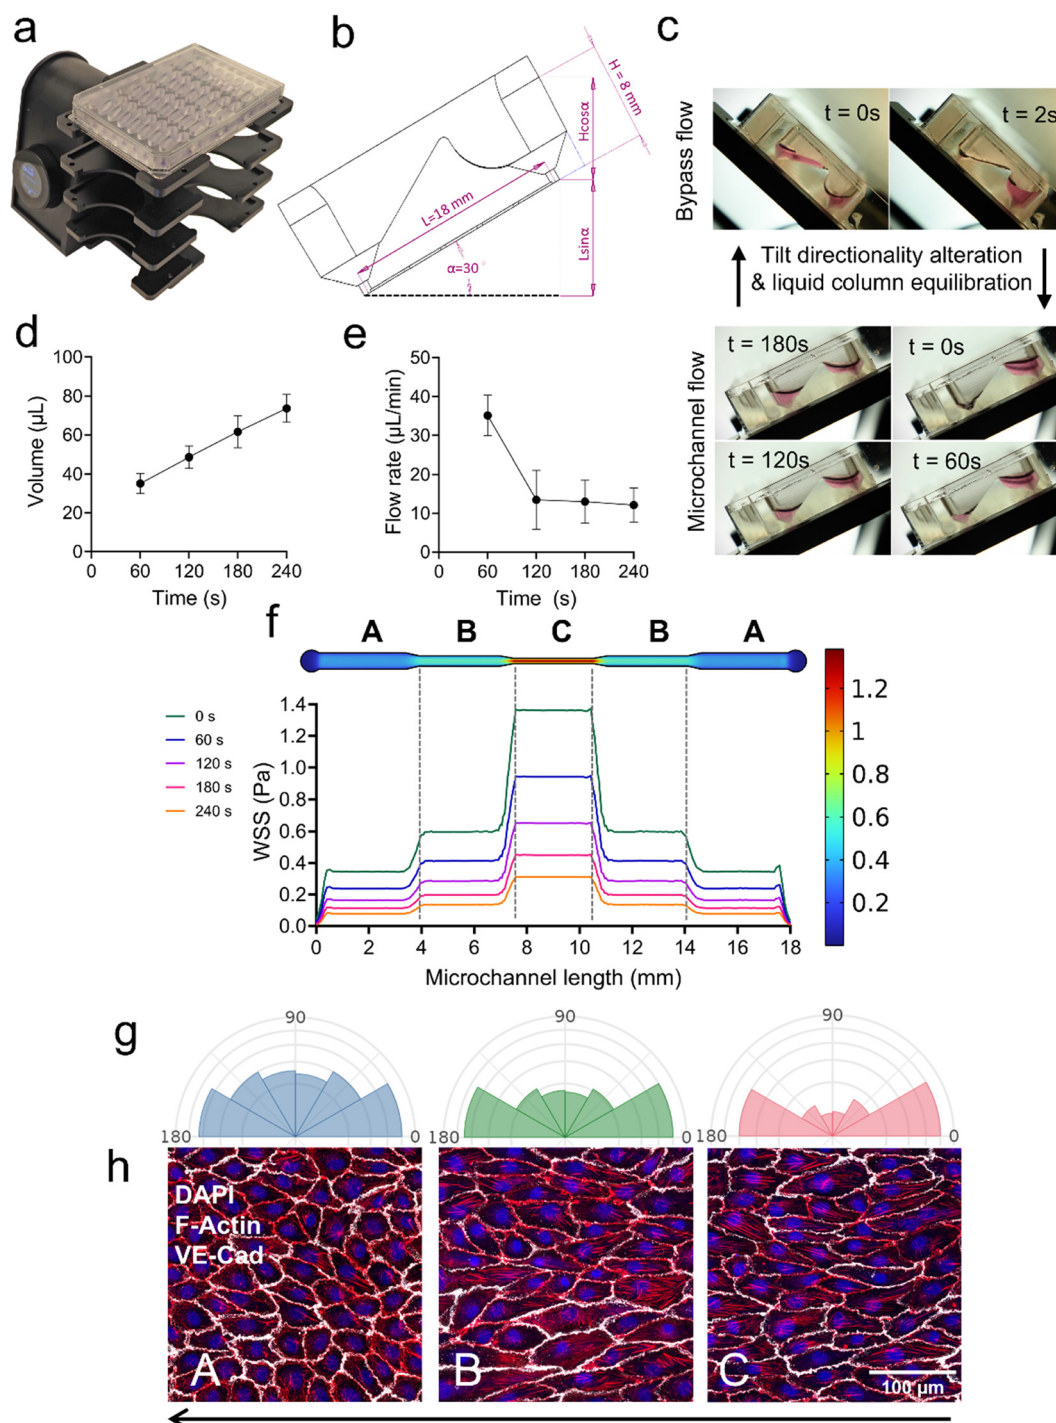 a
b
c
H = 8 mm
Hcosα
L=18 mm
Lsinα
α=30
Bypass flow
t = 0s
t = 2s
Tilt directionality alteration
& liquid column equilibration
Microchannel flow
t = 180s
t = 0s
t = 120s
t = 60s
d
Volume (µL)
100
80
60
40
20
0
0
60
120
180
240
Time (s)
e
Flow rate (µL/min)
50
40
30
20
10
0
0
60
120
180
240
Time (s)
f
A
B
C
B
A
0 s
60 s
120 s
180 s
240 s
WSS (Pa)
1.4
1.2
1.0
0.8
0.6
0.4
0.2
0.0
0
2
4
6
8
10
12
14
16
18
Microchannel length (mm)
1.2
1
0.8
0.6
0.4
0.2
g
90
180
0
90
180
0
90
180
0
h
DAPI
F-Actin
VE-Cad
A
B
C
100 µm